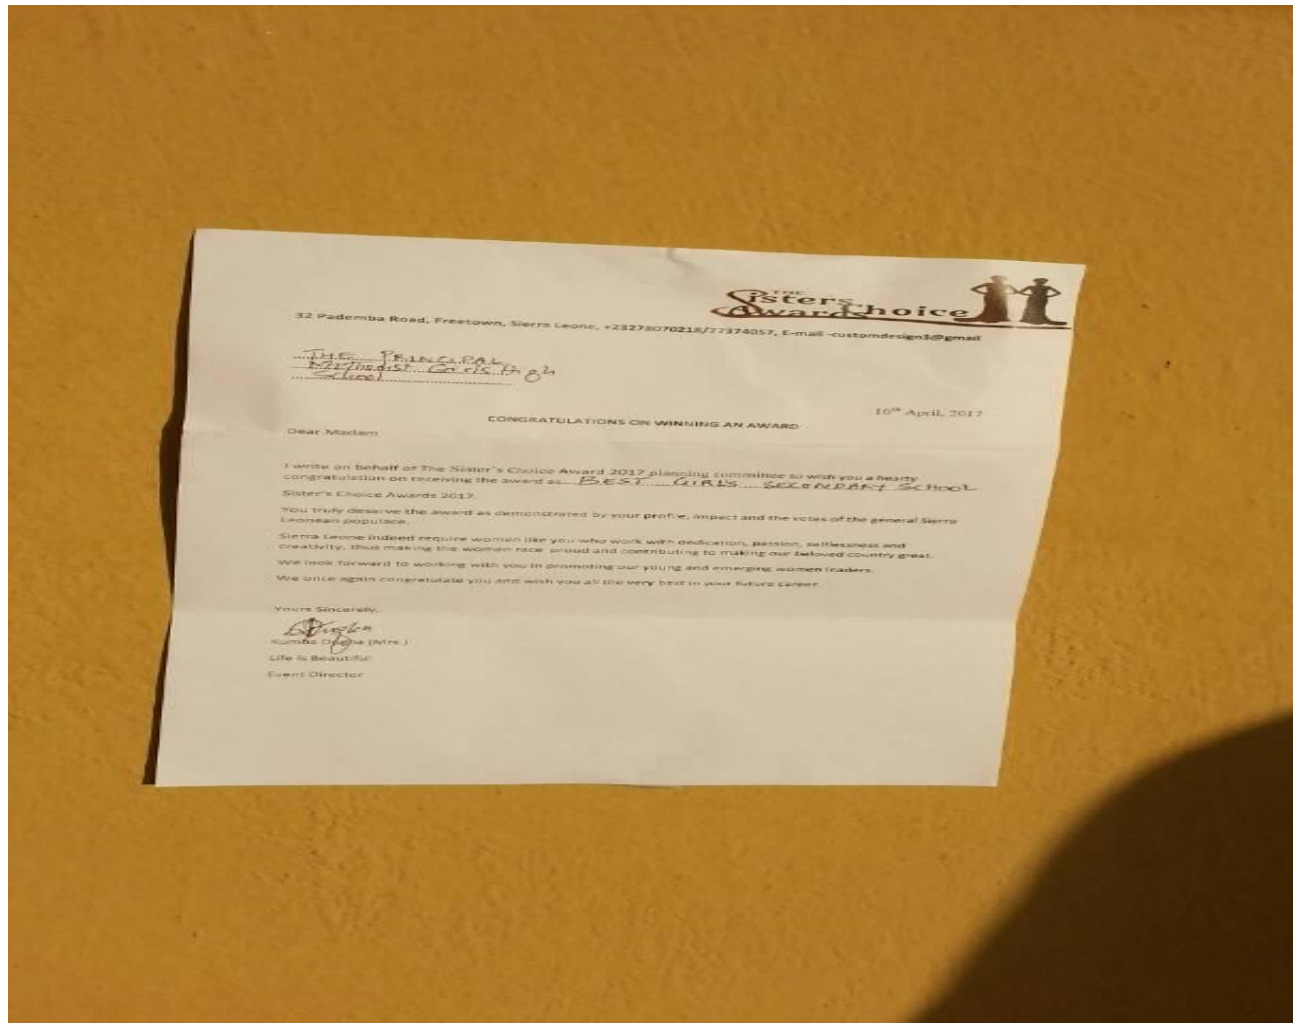 THE
Sisters Choice
Awards
32 Pademba Road, Freetown, Sierra Leone, +23278070218/77374057, E-mail -customdesign3@gmail
THE PRINCIPAL
Methodist Girls High
School
10th April, 2017
CONGRATULATIONS ON WINNING AN AWARD
Dear Madam
I write on behalf of The Sister's Choice Award 2017 planning committee to wish you a hearty
congratulation on receiving the award as BEST GIRLS SECONDARY SCHOOL
Sister's Choice Awards 2017.
You truly deserve the award as demonstrated by your profile, impact and the votes of the general Sierra
Leonean populace.
Sierra Leone indeed require women like you who work with dedication, passion, selflessness and
creativity, thus making the women race proud and contributing to making our beloved country great.
We look forward to working with you in promoting our young and emerging women leaders.
We once again congratulate you and wish you all the very best in your future career.
Yours Sincerely,
Kumba (Mrs.)
Life is Beautiful
Event Director